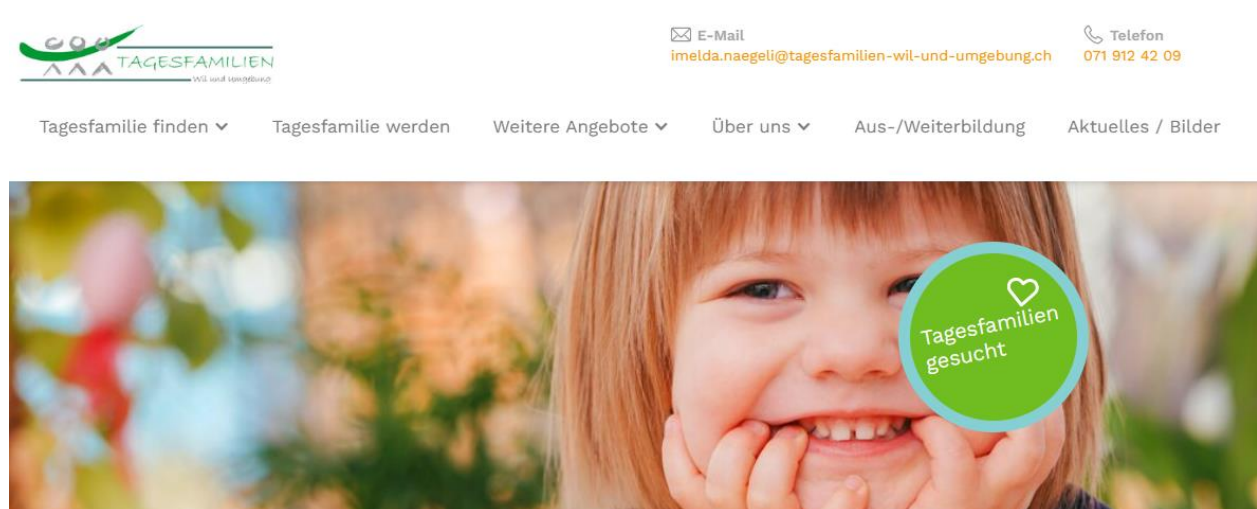 TAGESFAMILIEN
Wil und Umgebung
E-Mail
imelda.naegeli@tagesfamilien-wil-und-umgebung.ch
Telefon
071 912 42 09
Tagesfamilie finden
Tagesfamilie werden
Weitere Angebote
Über uns
Aus-/Weiterbildung
Aktuelles / Bilder
Tagesfamilien
gesucht